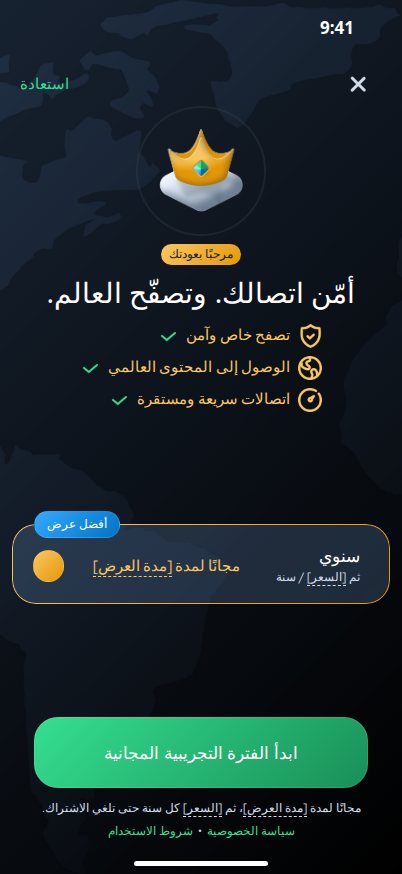 9:41
استعادة
مرحبًا بعودتك
أمّن اتصالك. وتصفّح العالم.
تصفح خاص وآمن
الوصول إلى المحتوى العالمي
اتصالات سريعة ومستقرة
أفضل عرض
سنوي
ثم [السعر] / سنة
مجانًا لمدة [مدة العرض]
ابدأ الفترة التجريبية المجانية
مجانًا لمدة [مدة العرض]، ثم [السعر] كل سنة حتى تلغي الاشتراك.
سياسة الخصوصية • شروط الاستخدام